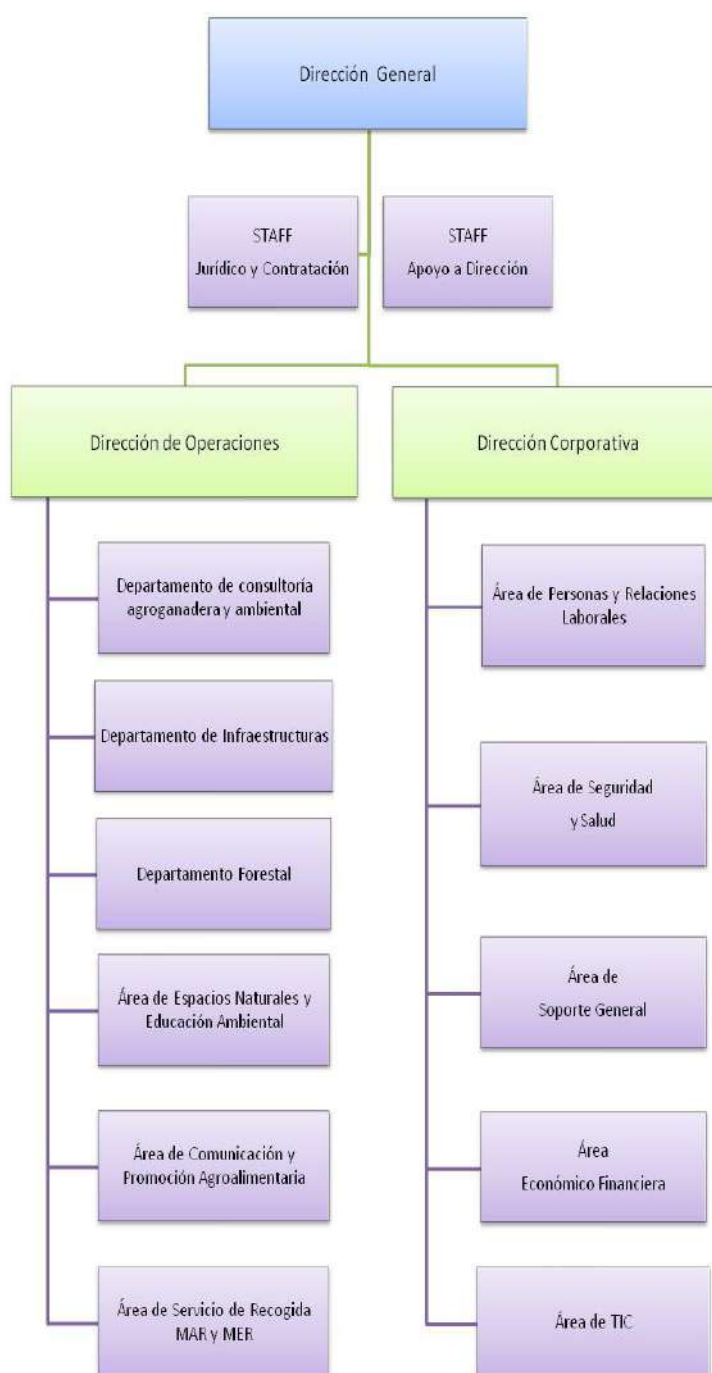 Dirección General
STAFF
Jurídico y Contratación
STAFF
Apoyo a Dirección
Dirección de Operaciones
Departamento de consultoría
agroganadera y ambiental
Departamento de Infraestructuras
Departamento Forestal
Área de Espacios Naturales y
Educación Ambiental
Área de Comunicación y
Promoción Agroalimentaria
Área de Servicio de Recogida
MAR y MER
Dirección Corporativa
Área de Personas y Relaciones
Laborales
Área de Seguridad
y Salud
Área de
Soporte General
Área
Económico Financiera
Área de TIC